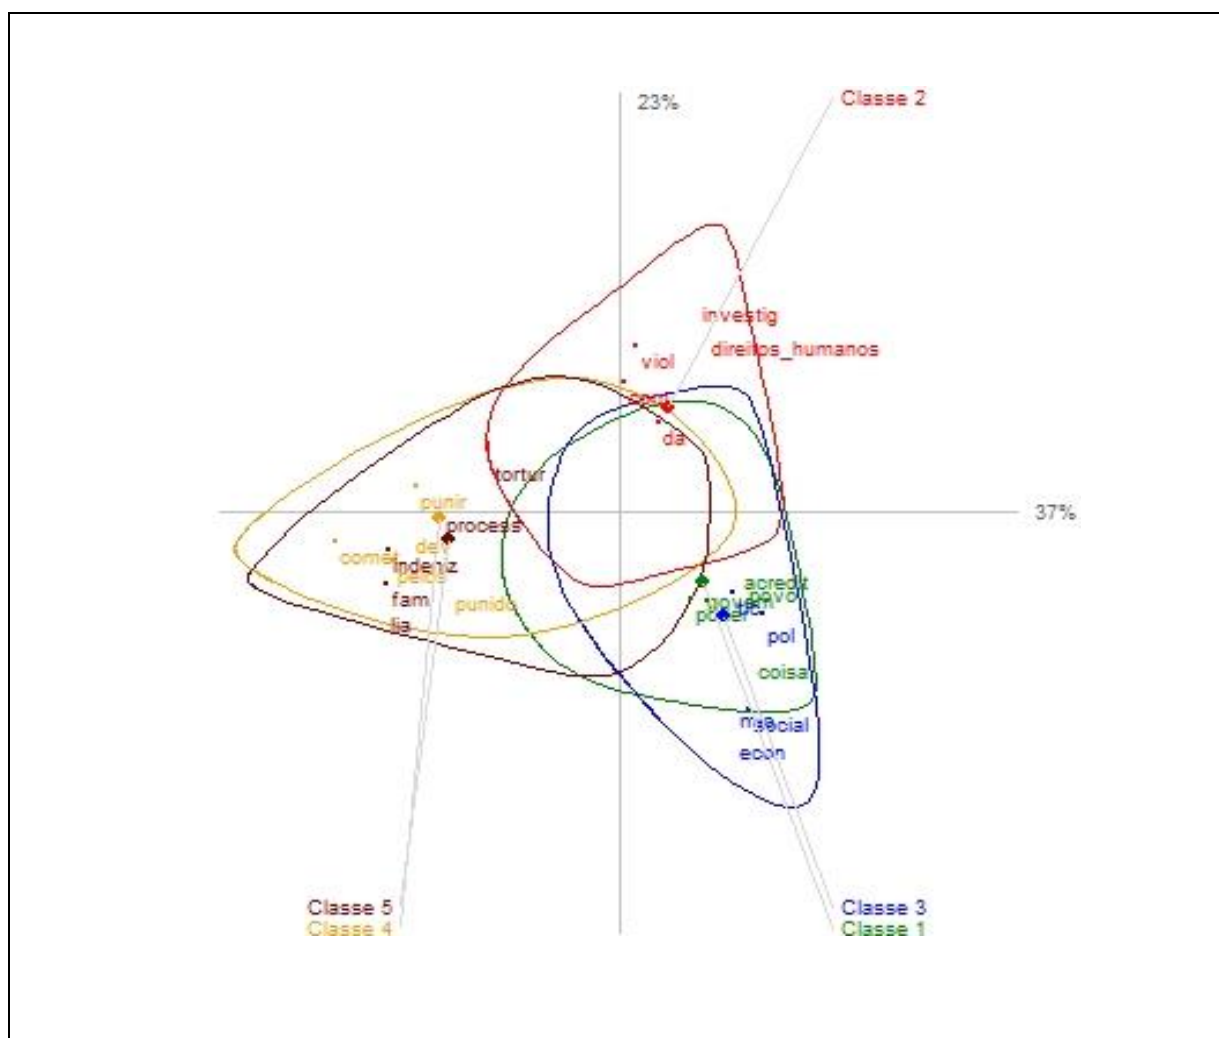 23%
Classe 2
investig
direitos_humanos
viol
da
tortur
37%
punir
process
dev
comet
Indeniz
pelos
acredit
povo
govern
poder
fam
punido
lia
pol
coisa
social
econ
Classe 5
Classe 3
Classe 4
Classe 1